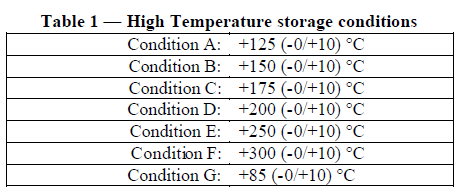 Table 1 — High Temperature storage conditions
Condition A: +125 (-0/+10) °C
Condition B: +150 (-0/+10) °C
Condition C: +175 (-0/+10) °C
Condition D: +200 (-0/+10) °C
Condition E: +250 (-0/+10) °C
Condition F: +300 (-0/+10) °C
Condition G: +85 (-0/+10) °C